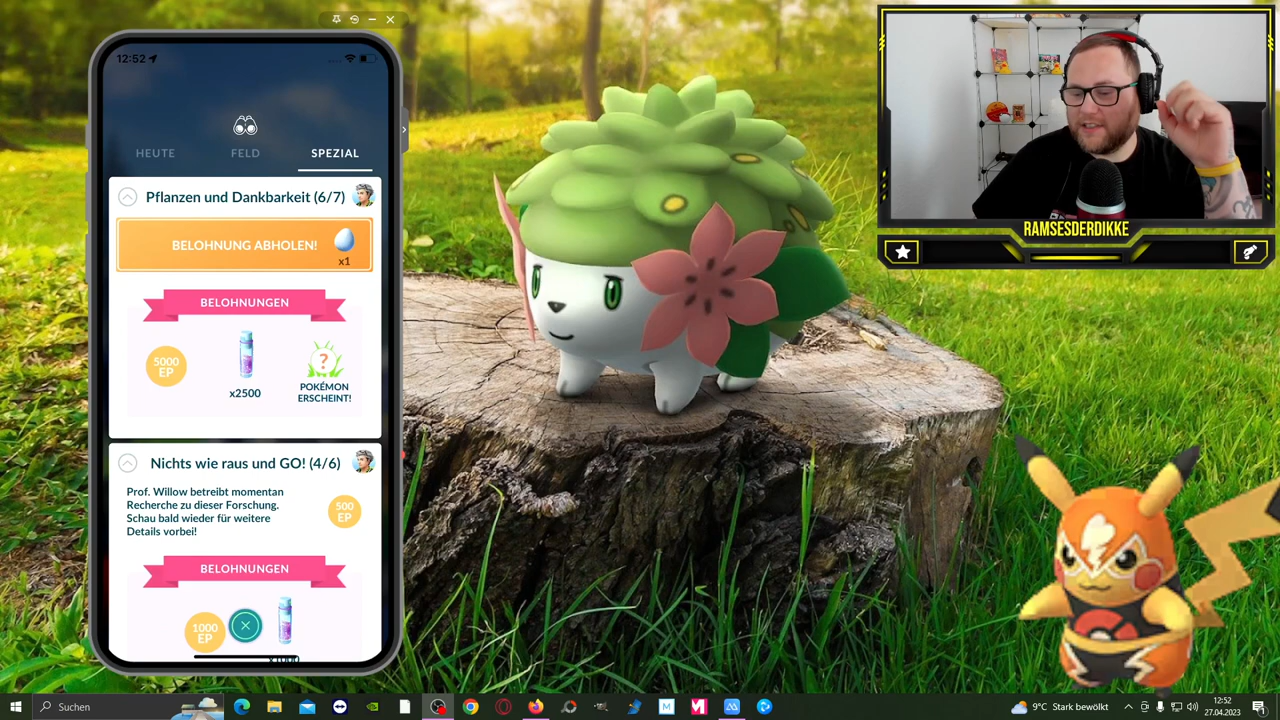 12:52
HEUTE
FELD
SPEZIAL
Pflanzen und Dankbarkeit (6/7)
BELOHNUNG ABHOLEN!
x1
BELOHNUNGEN
5000
EP
x2500
?
POKÉMON
ERSCHEINT!
Nichts wie raus und GO! (4/6)
Prof. Willow betreibt momentan
Recherche zu dieser Forschung.
Schau bald wieder für weitere
Details vorbei!
500
EP
BELOHNUNGEN
1000
EP
x1000
RAMSESDERDIKKE
Suchen
9°C Stark bewölkt
12:52
27.04.2023